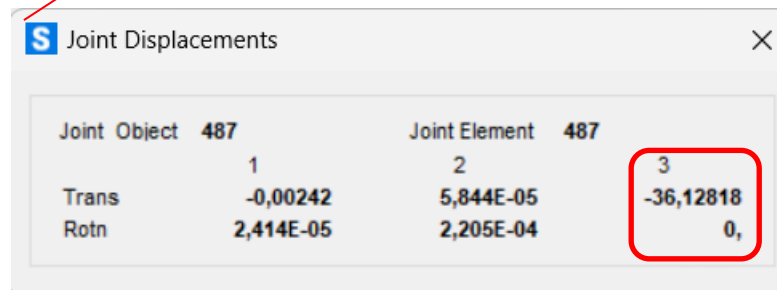 S Joint Displacements
Joint Object 487 Joint Element 487
1 2 3
Trans -0,00242 5,844E-05 -36,12818
Rotn 2,414E-05 2,205E-04 0,